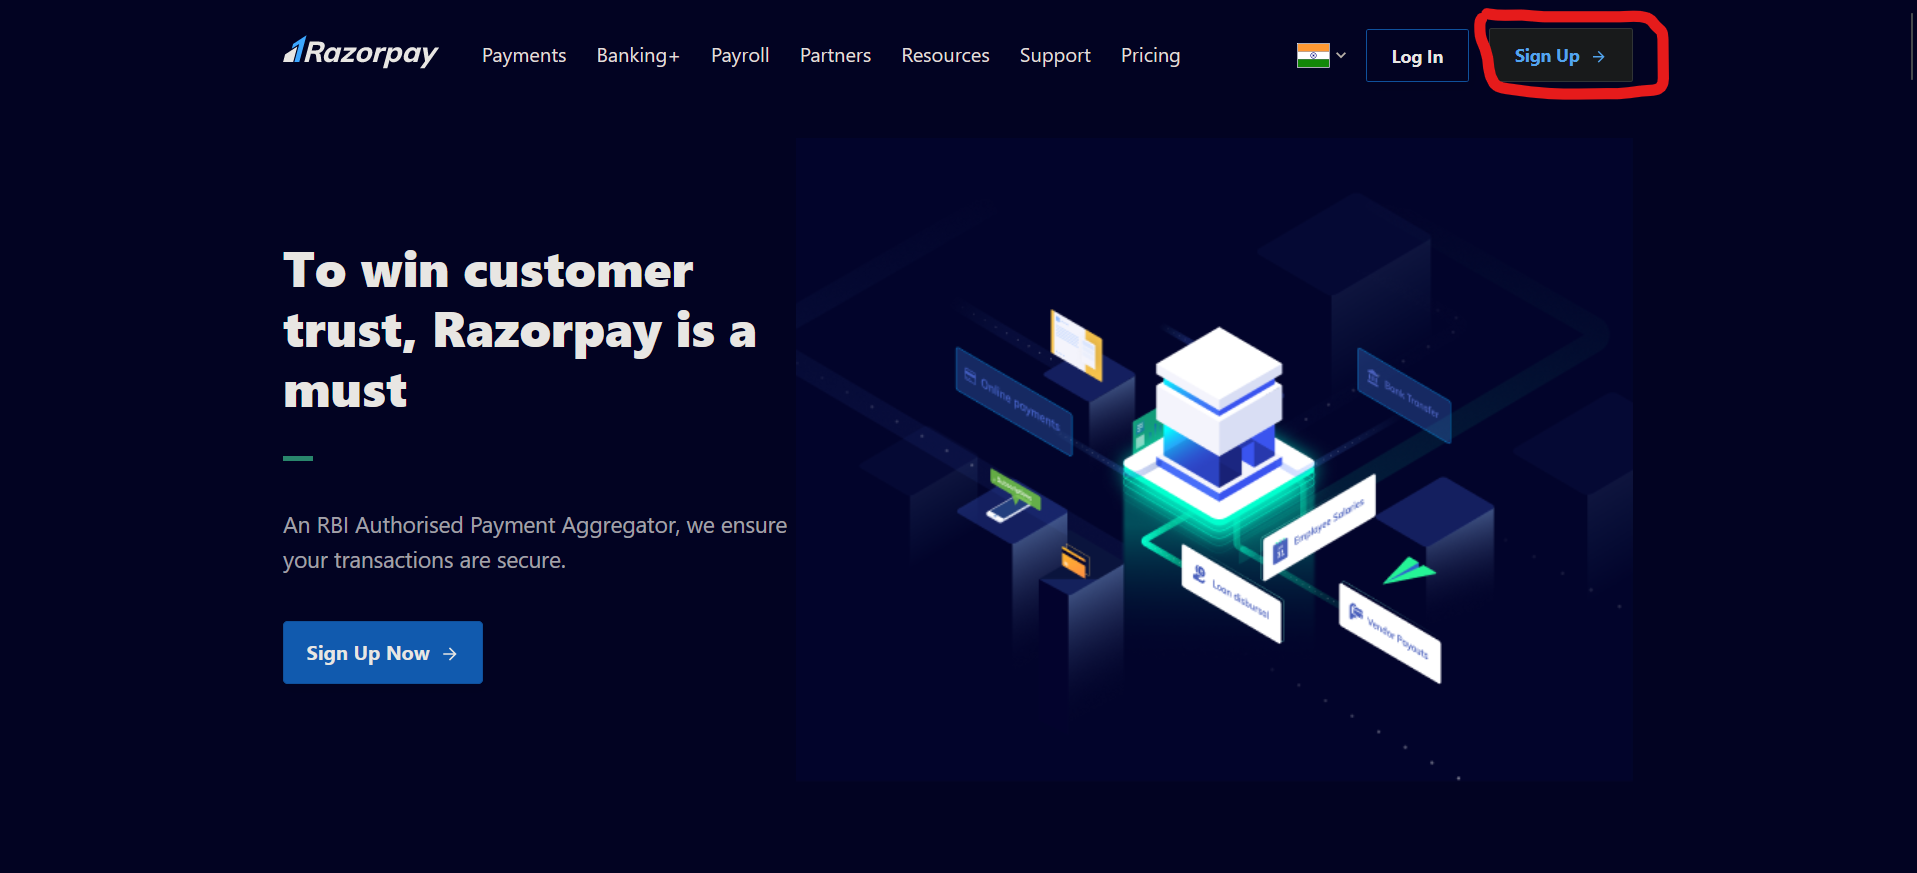 Razorpay
Payments
Banking+
Payroll
Partners
Resources
Support
Pricing
Log In
Sign Up →
To win customer
trust, Razorpay is a
must
An RBI Authorised Payment Aggregator, we ensure
your transactions are secure.
Sign Up Now →
Online payments
Bank Transfer
Subscriptions
Employee Salaries
31
Loan disbursal
Vendor Payouts